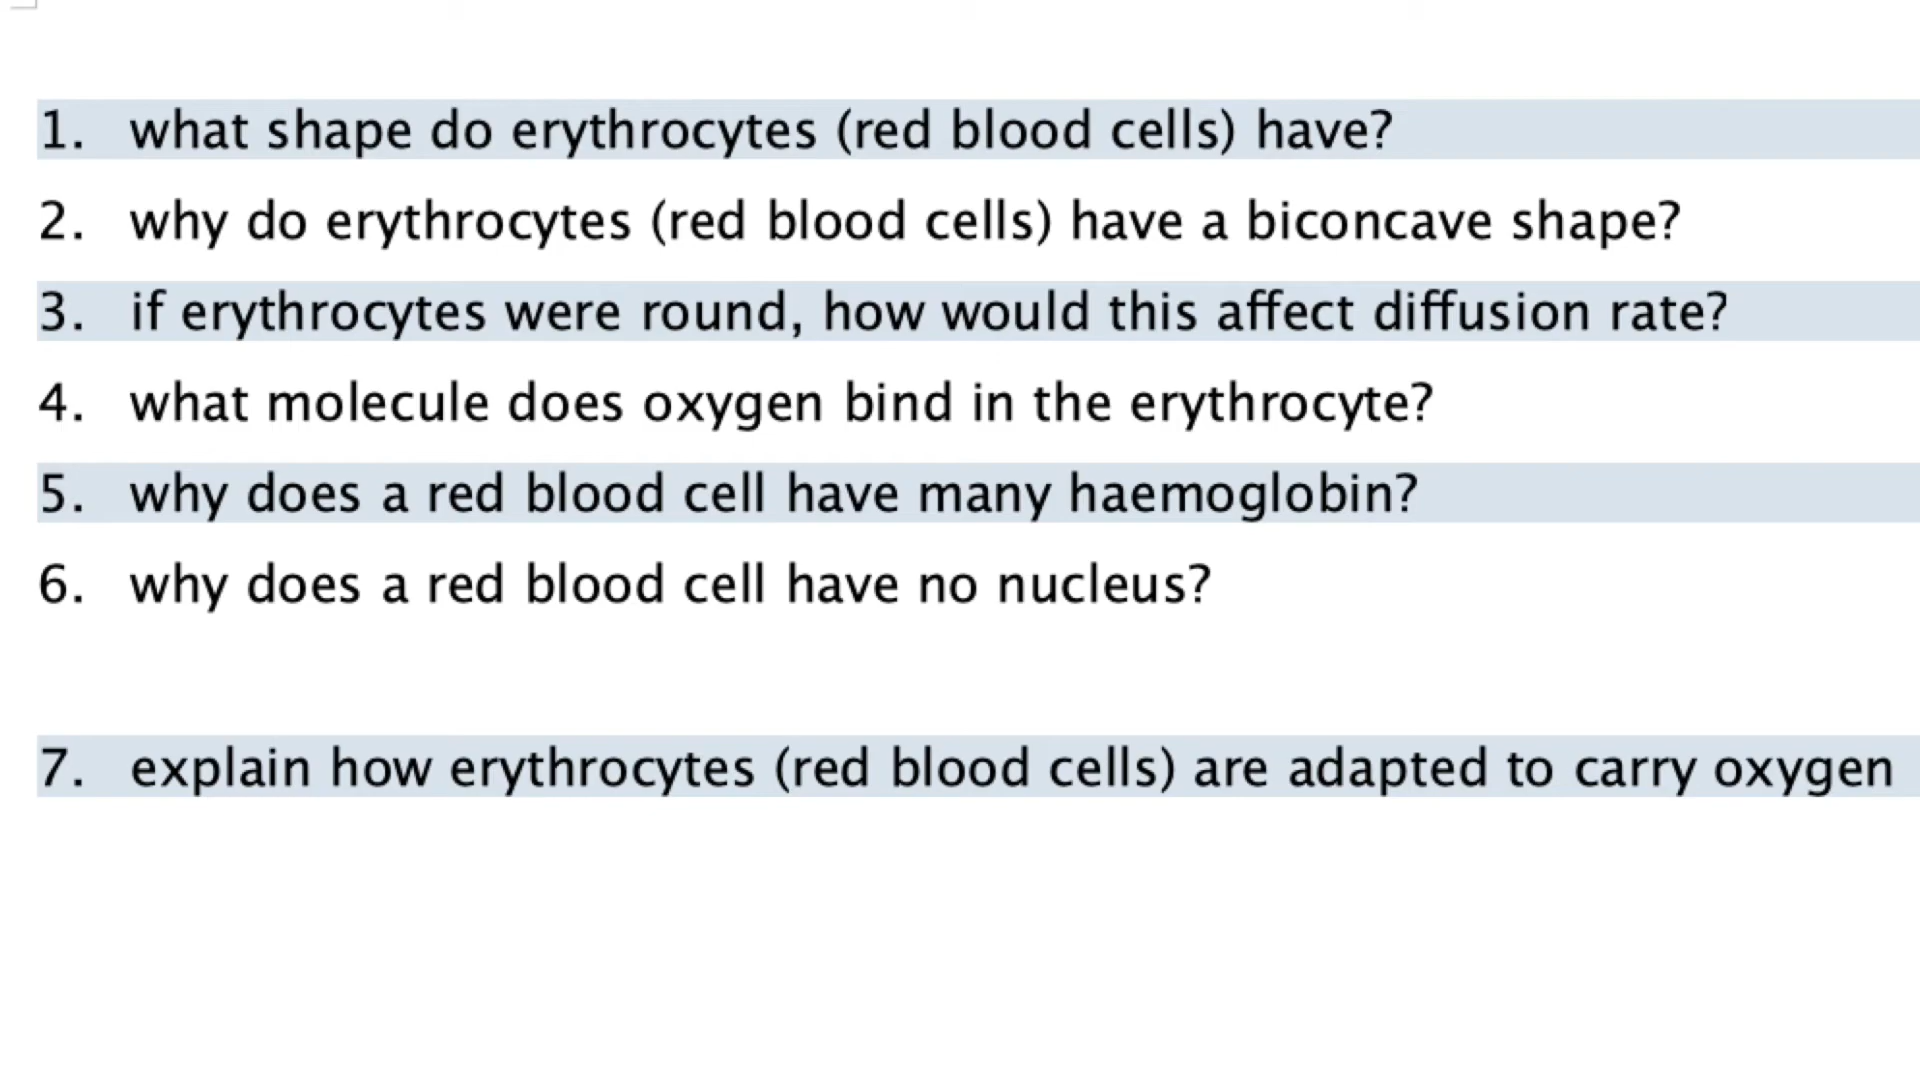 1. what shape do erythrocytes (red blood cells) have?
2. why do erythrocytes (red blood cells) have a biconcave shape?
3. if erythrocytes were round, how would this affect diffusion rate?
4. what molecule does oxygen bind in the erythrocyte?
5. why does a red blood cell have many haemoglobin?
6. why does a red blood cell have no nucleus?
7. explain how erythrocytes (red blood cells) are adapted to carry oxygen